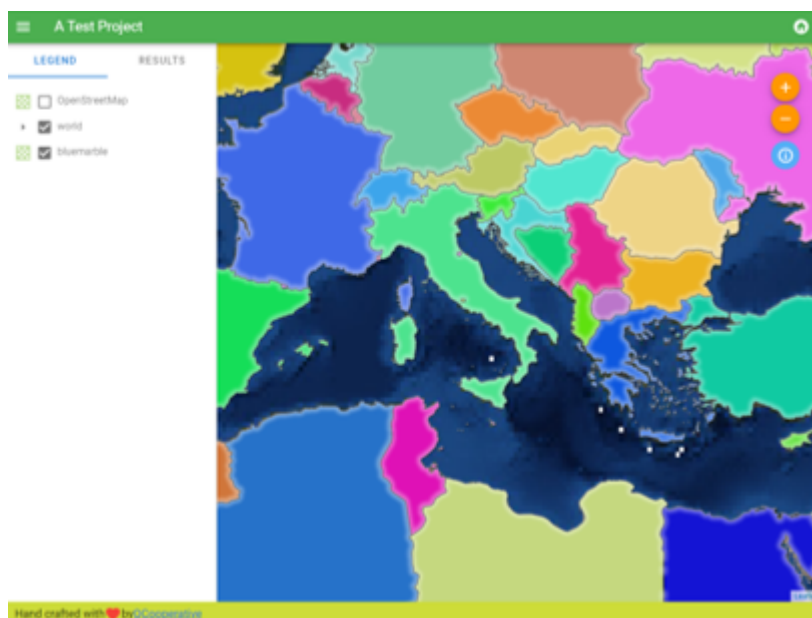 A Test Project
LEGEND RESULTS
OpenStreetMap
world
bluemarble
Hand crafted with ❤ by QCooperative